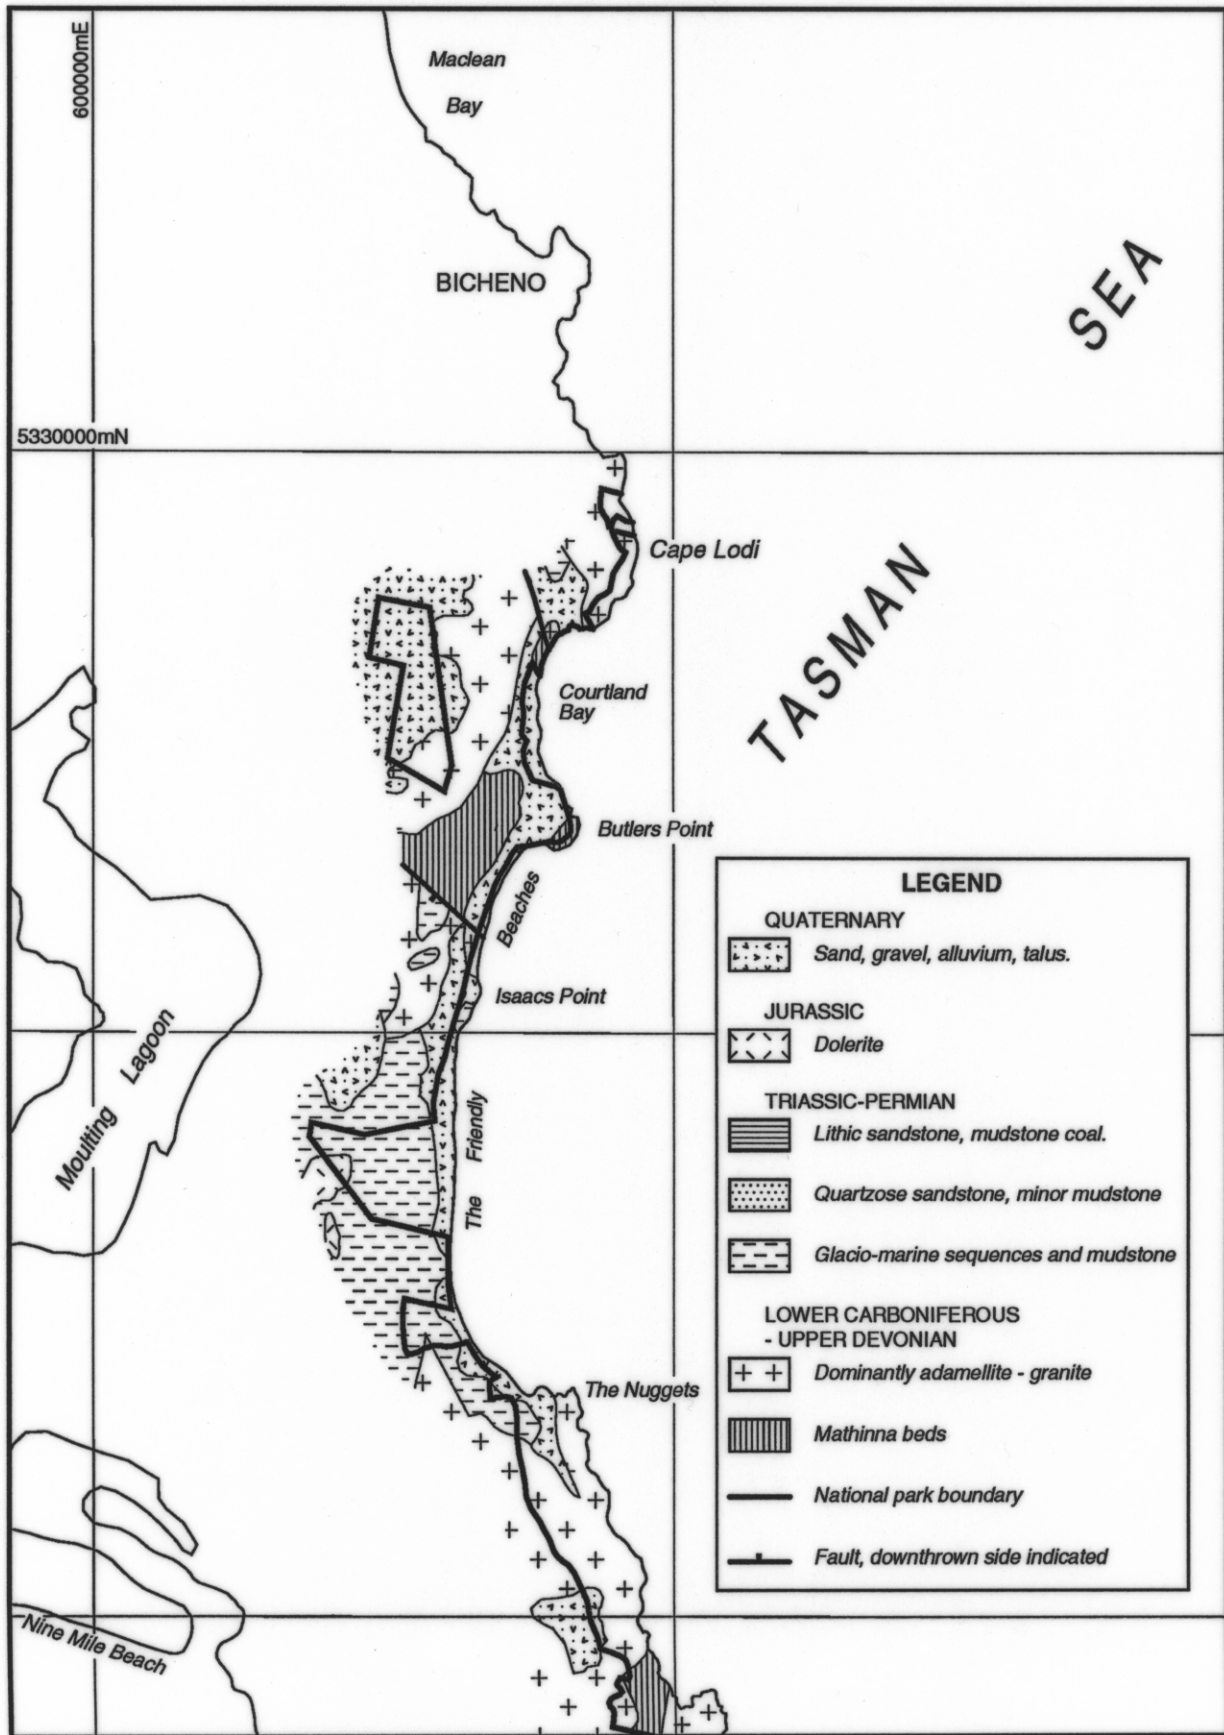 600000mE
Maclean
Bay
BICHENO
SEA
5330000mN
Cape Lodi
TASMAN
Courtland
Bay
Butlers Point
Beaches
Isaacs Point
Moulting Lagoon
The Friendly
The Nuggets
Nine Mile Beach
LEGEND
QUATERNARY
Sand, gravel, alluvium, talus.
JURASSIC
Dolerite
TRIASSIC-PERMIAN
Lithic sandstone, mudstone coal.
Quartzose sandstone, minor mudstone
Glacio-marine sequences and mudstone
LOWER CARBONIFEROUS
- UPPER DEVONIAN
Dominantly adamellite - granite
Mathinna beds
National park boundary
Fault, downthrown side indicated